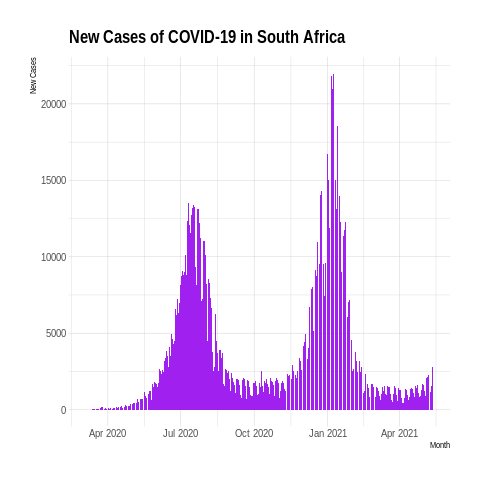 New Cases of COVID-19 in South Africa
New Cases
20000
15000
10000
5000
0
Apr 2020 Jul 2020 Oct 2020 Jan 2021 Apr 2021
Month